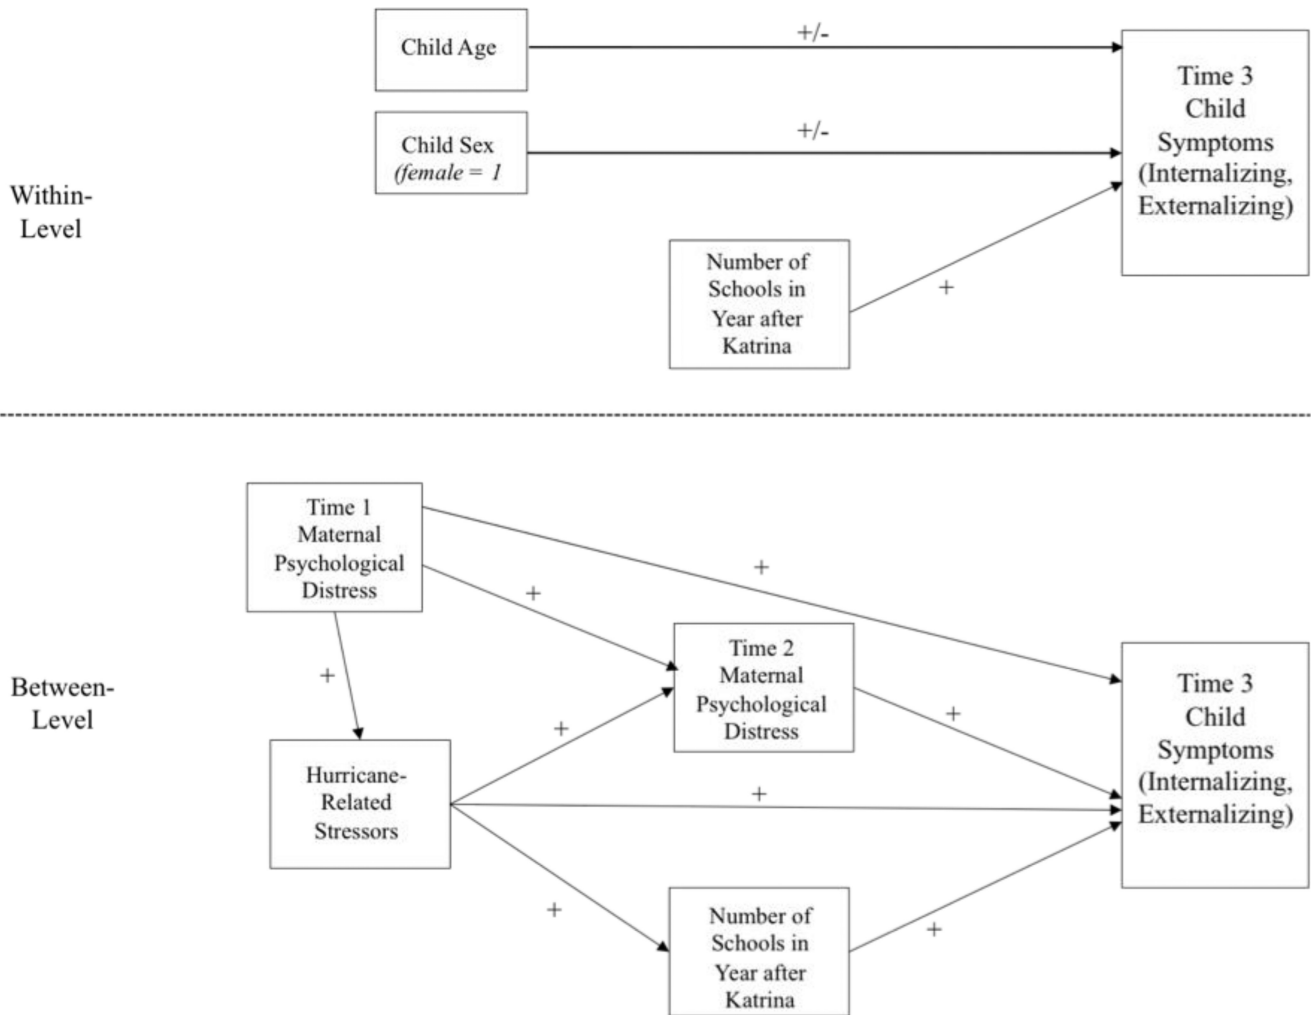 Within-
Level
Child Age
+/-
Child Sex
(female = 1
+/-
Number of
Schools in
Year after
Katrina
+
Time 3
Child
Symptoms
(Internalizing,
Externalizing)
Between-
Level
Time 1
Maternal
Psychological
Distress
+
+
+
Hurricane-
Related
Stressors
+
+
+
Time 2
Maternal
Psychological
Distress
+
Number of
Schools in
Year after
Katrina
+
Time 3
Child
Symptoms
(Internalizing,
Externalizing)